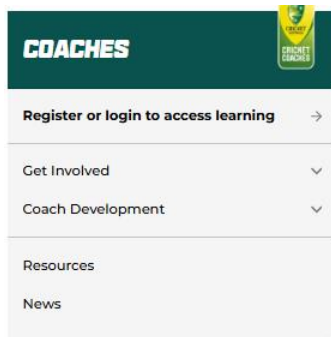 COACHES
CRICKET
COACHES
Register or login to access learning
Get Involved
Coach Development
Resources
News